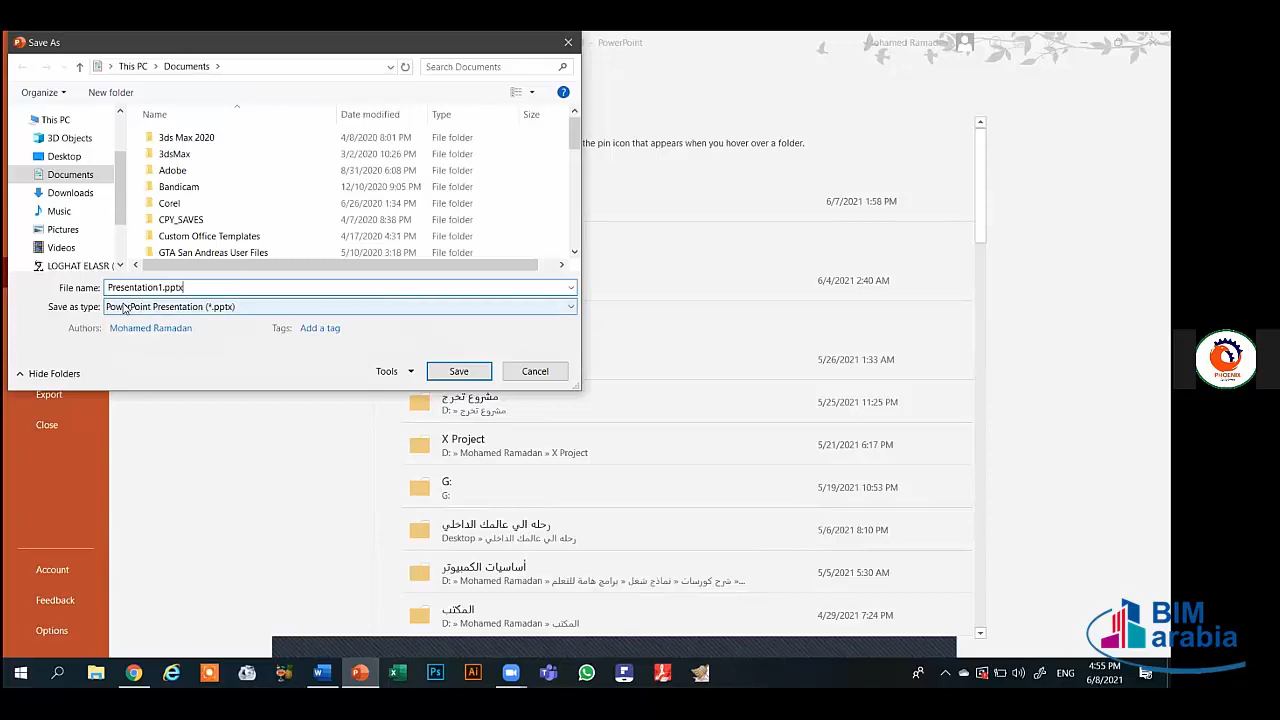 Save As
PowerPoint
Mohamed Ramadan
This PC > Documents >
Search Documents
Organize
New folder
Name
Date modified
Type
Size
This PC
3D Objects
Desktop
Documents
Downloads
Music
Pictures
Videos
LOGHAT ELASR (
3ds Max 2020 4/8/2020 8:01 PM File folder
3dsMax 3/2/2020 10:26 PM File folder
Adobe 8/31/2020 6:08 PM File folder
Bandicam 12/10/2020 9:05 PM File folder
Corel 6/26/2020 1:34 PM File folder
CPY_SAVES 4/7/2020 8:38 PM File folder
Custom Office Templates 4/17/2020 4:31 PM File folder
GTA San Andreas User Files 5/10/2020 3:18 PM File folder
File name: Presentation1.pptx
Save as type: PowerPoint Presentation (*.pptx)
Authors: Mohamed Ramadan
Tags: Add a tag
Hide Folders
Tools
Save
Cancel
the pin icon that appears when you hover over a folder.
6/7/2021 1:58 PM
6/4/2021 2:40 AM
5/26/2021 1:33 AM
مشروع تخرج
D: » مشروع تخرج
5/25/2021 11:25 PM
X Project
D: » Mohamed Ramadan » X Project
5/21/2021 6:17 PM
G:
G:
5/19/2021 10:53 PM
رحله الي عالمك الداخلي
Desktop » رحله الي عالمك الداخلي
5/6/2021 8:10 PM
أساسيات الكمبيوتر
D: » Mohamed Ramadan » شرح كورسات » نماذج شغل » برامج هامة للتعلم »...
5/5/2021 5:30 AM
المكتب
D: » Mohamed Ramadan » المكتب
4/29/2021 7:24 PM
Export
Close
Account
Feedback
Options
PHOENIX
BIM
arabia
ENG
4:55 PM
6/8/2021